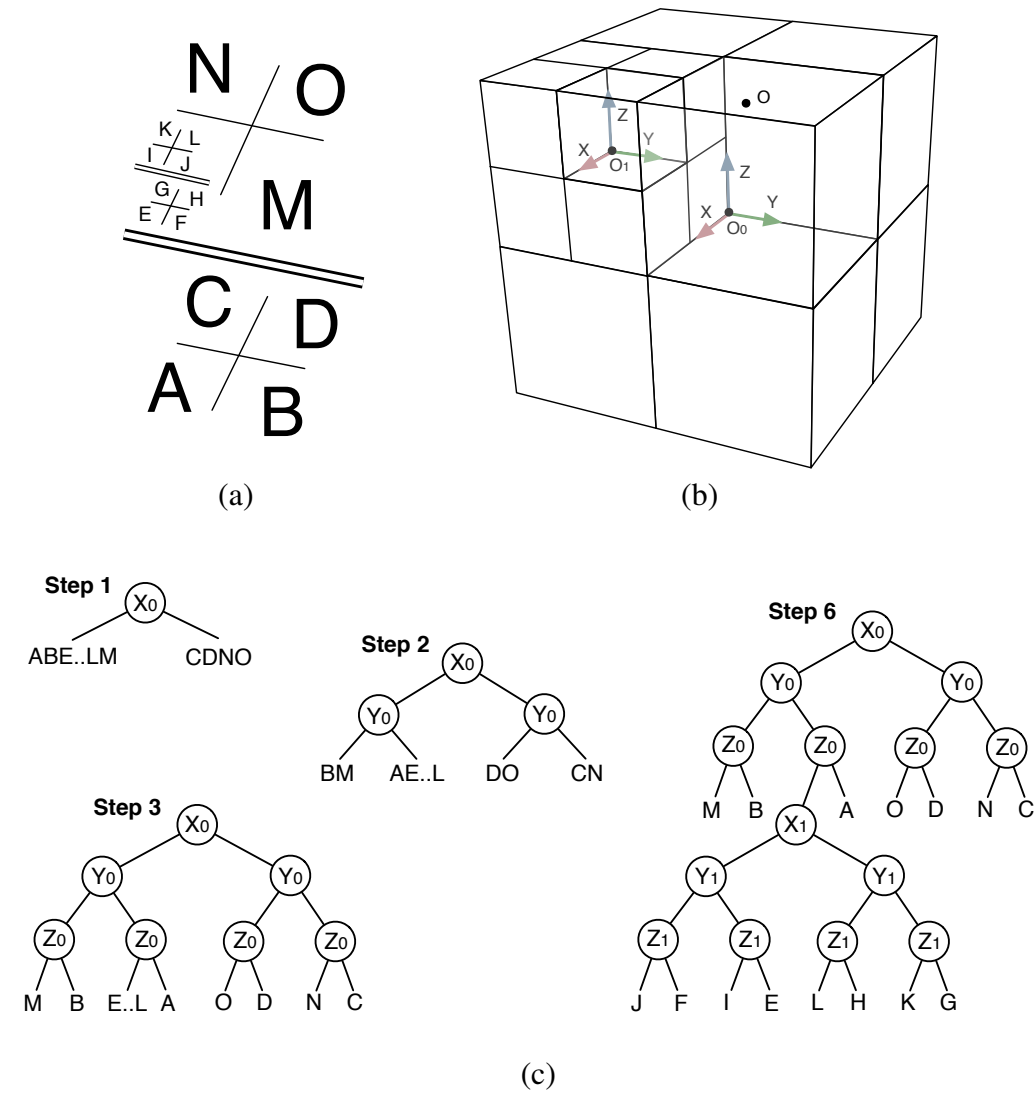 N O
K L
I J
G H
E F
M
C D
A B
(a)
O
Z
Y
X
O1
Z
Y
X
O0
(b)
Step 1
X0
ABE..LM CDNO
Step 2
X0
Y0 Y0
BM AE..L DO CN
Step 3
X0
Y0 Y0
Z0 Z0 Z0 Z0
M B E..L A O D N C
Step 6
X0
Y0 Y0
Z0 Z0 Z0 Z0
M B A O D N C
X1
Y1 Y1
Z1 Z1 Z1 Z1
J F I E L H K G
(c)